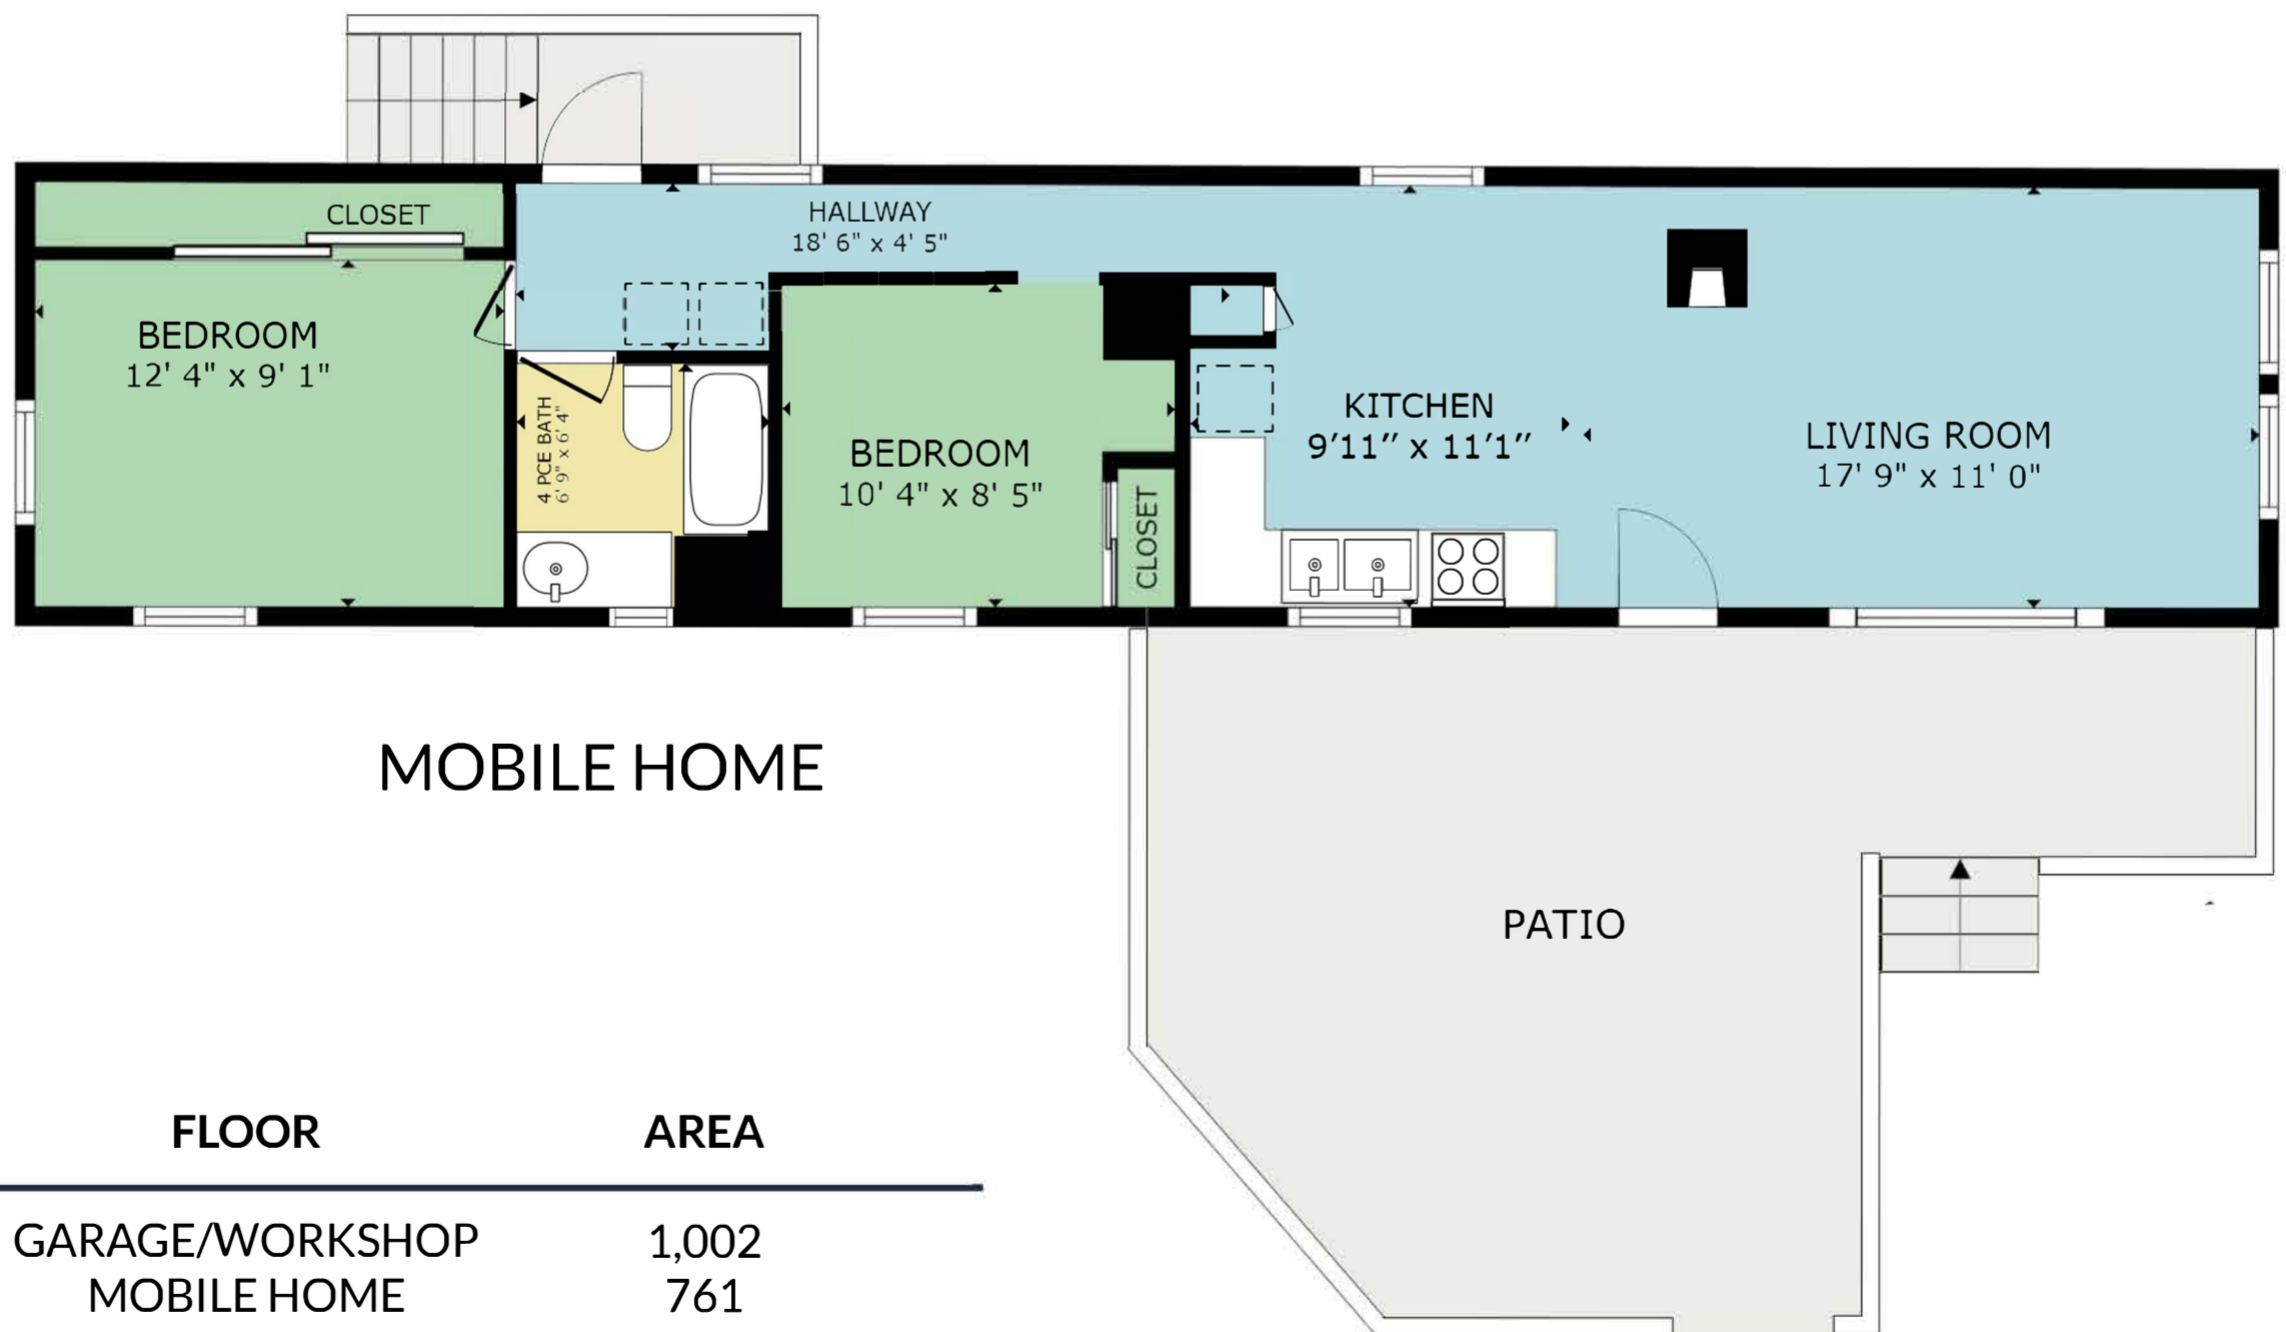 CLOSET
HALLWAY
18' 6" x 4' 5"
BEDROOM
12' 4" x 9' 1"
4 PCE BATH
6' 9" x 6' 4"
BEDROOM
10' 4" x 8' 5"
CLOSET
KITCHEN
9′11″ x 11′1″
LIVING ROOM
17' 9" x 11' 0"
MOBILE HOME
PATIO
FLOOR AREA
GARAGE/WORKSHOP 1,002
MOBILE HOME 761